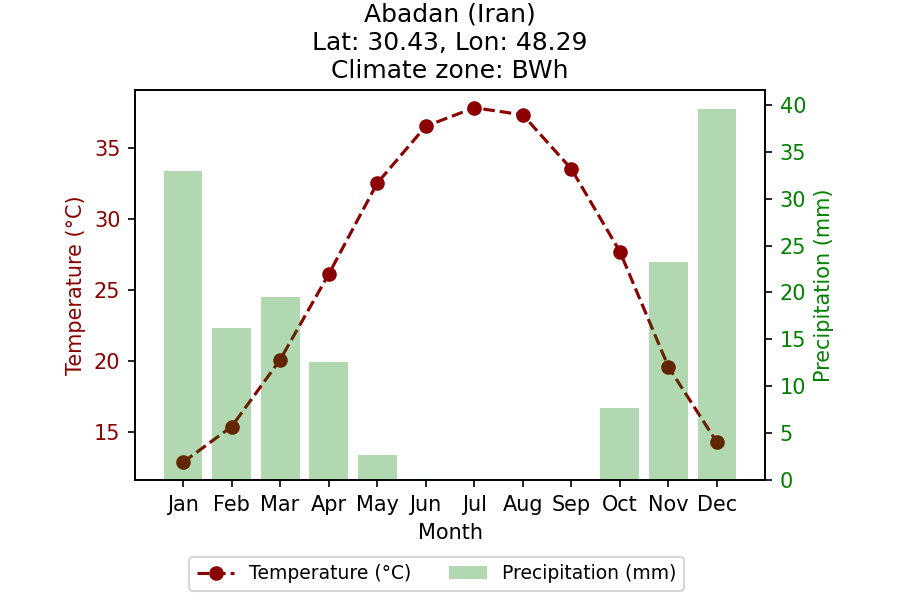 Abadan (Iran)
Lat: 30.43, Lon: 48.29
Climate zone: BWh
Temperature (°C)
35
30
25
20
15
Precipitation (mm)
40
35
30
25
20
15
10
5
0
Jan Feb Mar Apr May Jun Jul Aug Sep Oct Nov Dec
Month
Temperature (°C) Precipitation (mm)